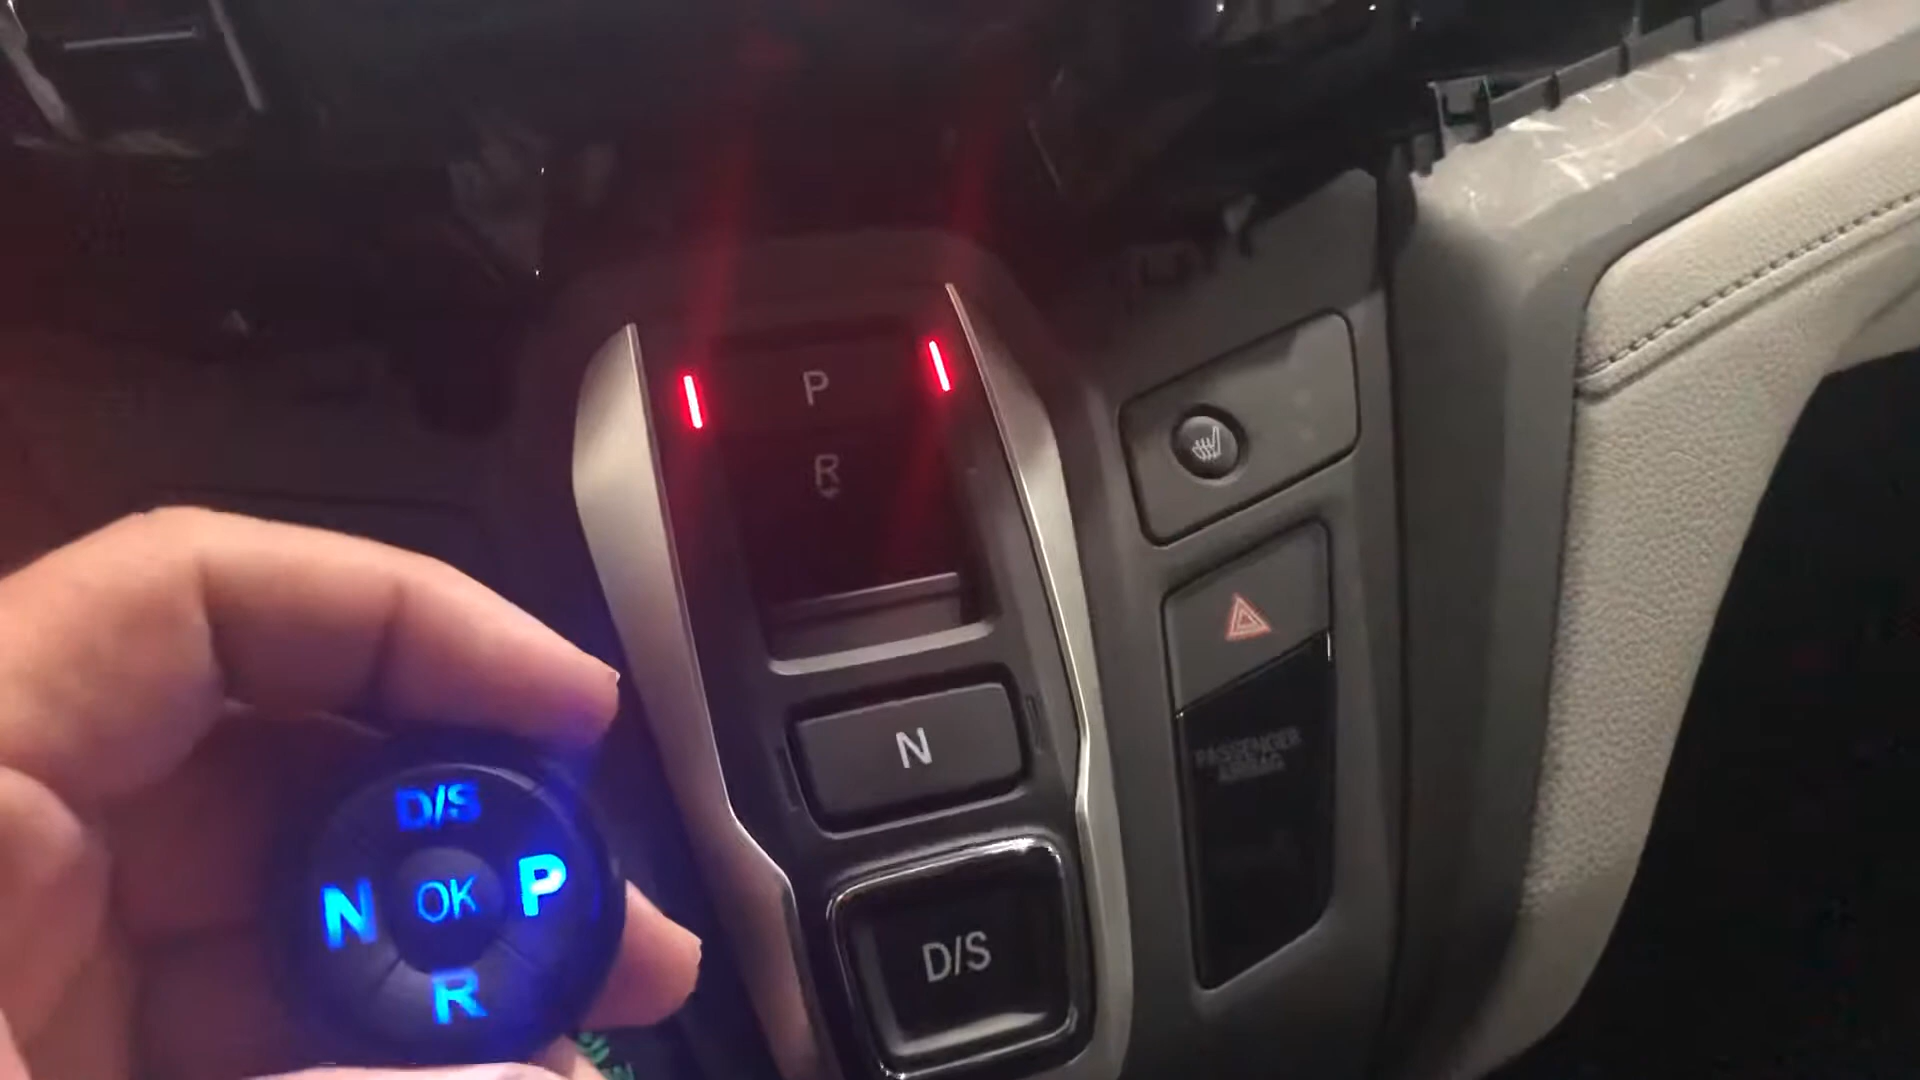 P
R
N
D/S
PASSENGER
AIRBAG
D/S
N OK P
R